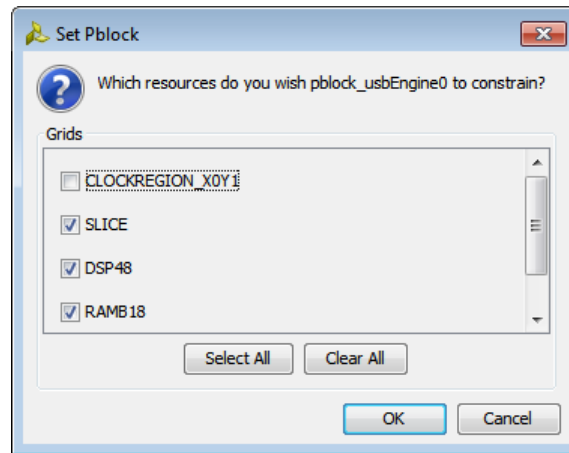 Set Pblock
Which resources do you wish pblock_usbEngine0 to constrain?
Grids
CLOCKREGION_X0Y1
SLICE
DSP48
RAMB18
Select All Clear All
OK Cancel